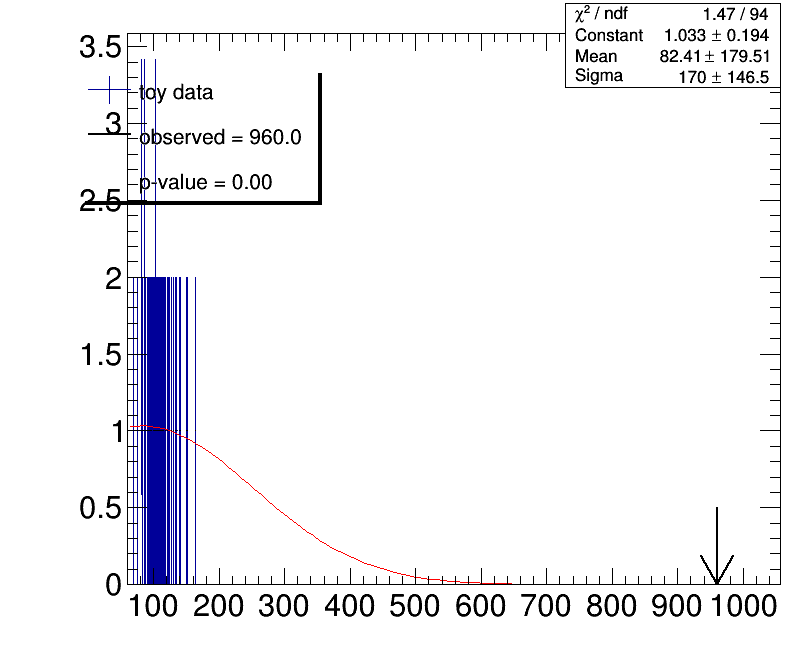 χ² / ndf 1.47 / 94
Constant 1.033 ± 0.194
Mean 82.41 ± 179.51
Sigma 170 ± 146.5
toy data
observed = 960.0
p-value = 0.00
3.5
3
2.5
2
1.5
1
0.5
0
100 200 300 400 500 600 700 800 900 1000